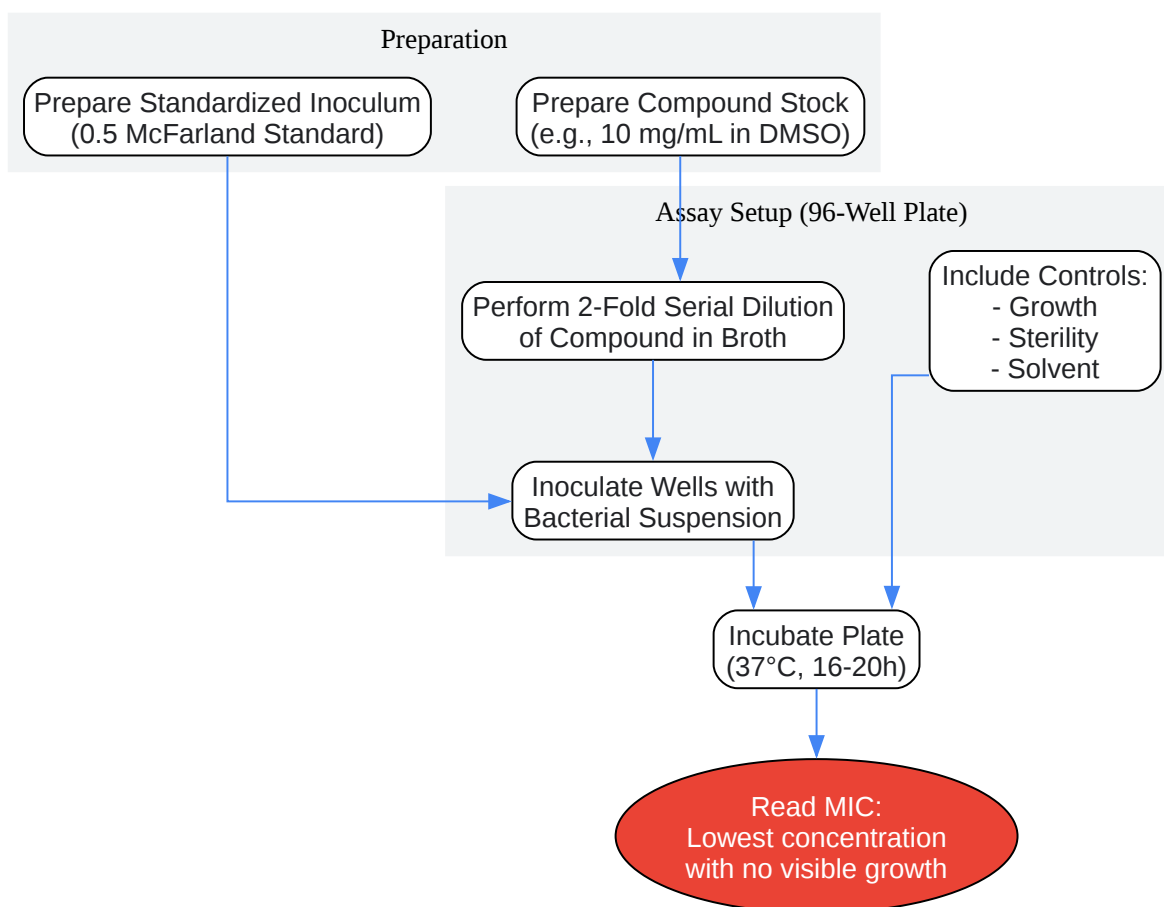 Preparation
Prepare Standardized Inoculum
(0.5 McFarland Standard)
Prepare Compound Stock
(e.g., 10 mg/mL in DMSO)
Assay Setup (96-Well Plate)
Include Controls:
- Growth
- Sterility
- Solvent
Perform 2-Fold Serial Dilution
of Compound in Broth
Inoculate Wells with
Bacterial Suspension
Incubate Plate
(37°C, 16-20h)
Read MIC:
Lowest concentration
with no visible growth